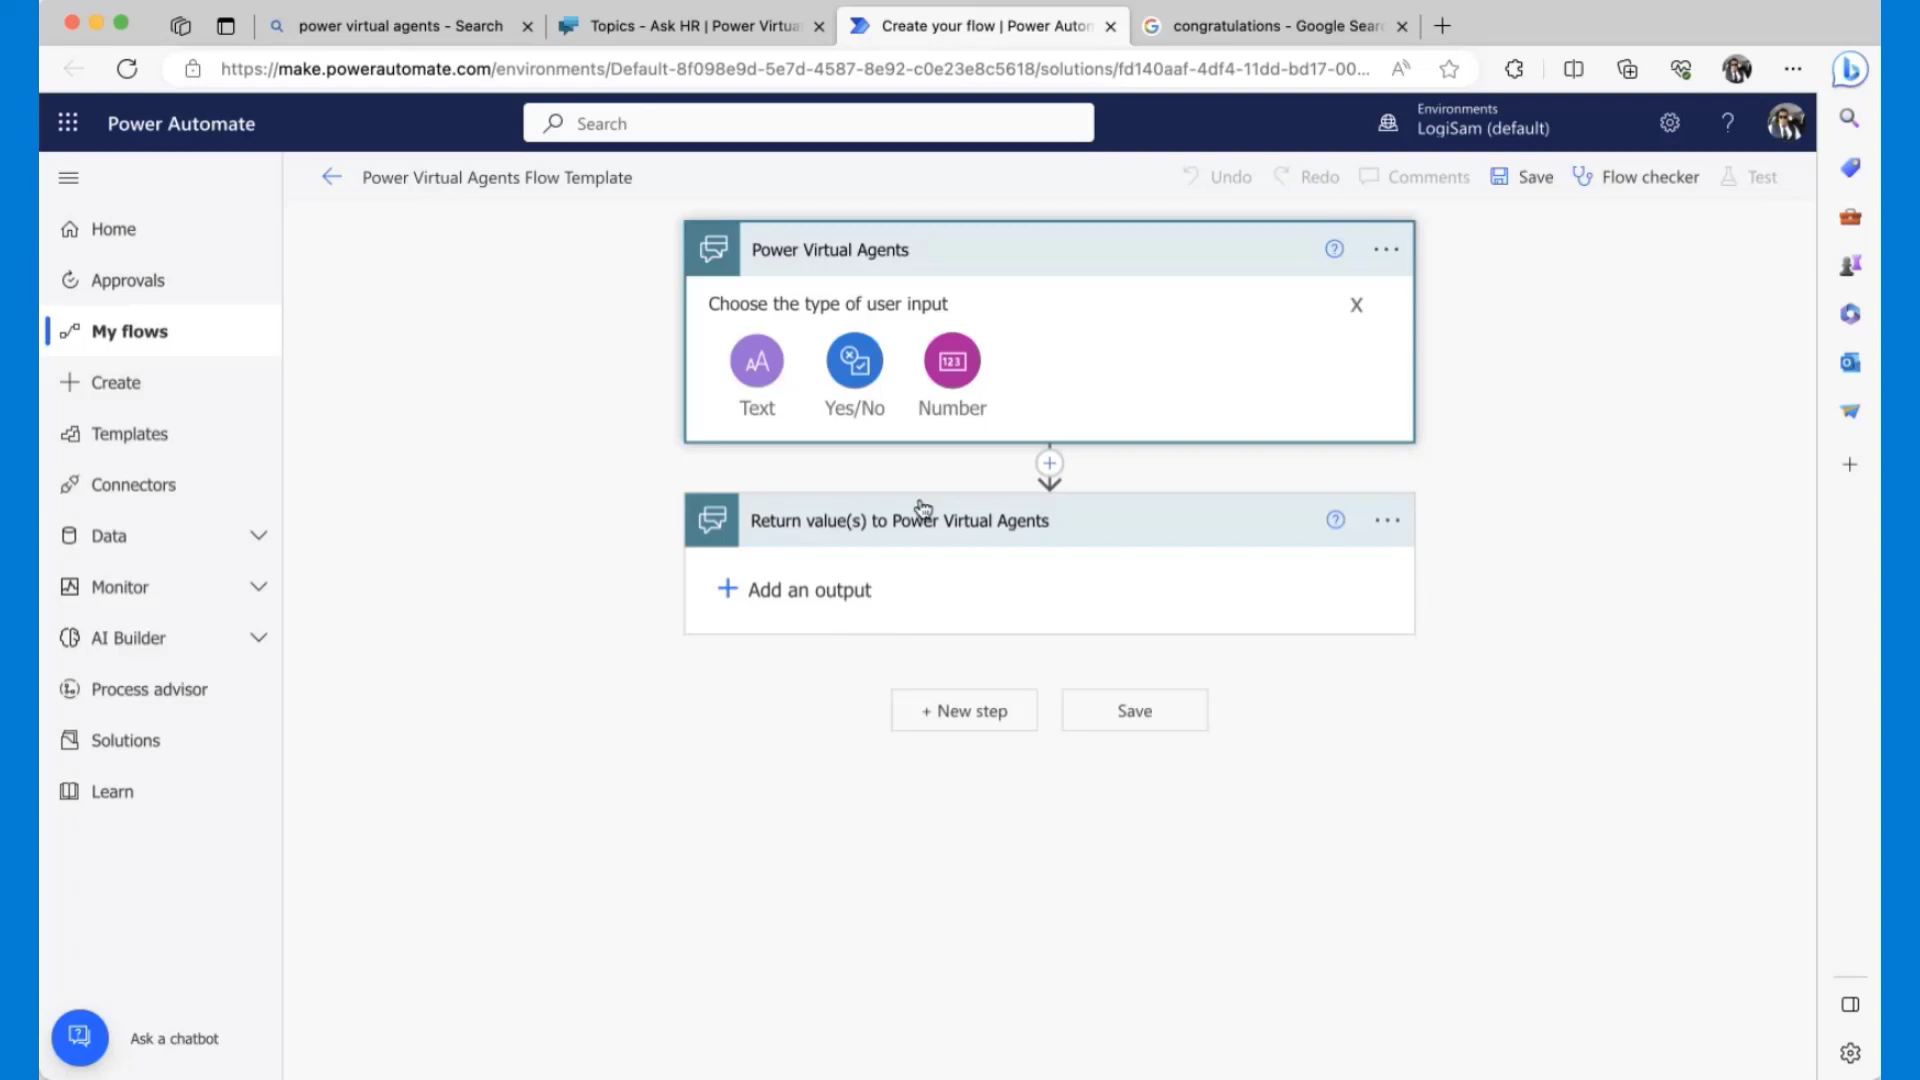 power virtual agents - Search
Topics - Ask HR | Power Virtua
Create your flow | Power Autom
congratulations - Google Sear
https://make.powerautomate.com/environments/Default-8f098e9d-5e7d-4587-8e92-c0e23e8c5618/solutions/fd140aaf-4df4-11dd-bd17-00...
Power Automate
Search
Environments
LogiSam (default)
Power Virtual Agents Flow Template
Undo
Redo
Comments
Save
Flow checker
Test
Home
Approvals
My flows
Create
Templates
Connectors
Data
Monitor
AI Builder
Process advisor
Solutions
Learn
Ask a chatbot
Power Virtual Agents
Choose the type of user input
X
AA
123
Text
Yes/No
Number
Return value(s) to Power Virtual Agents
Add an output
+ New step
Save